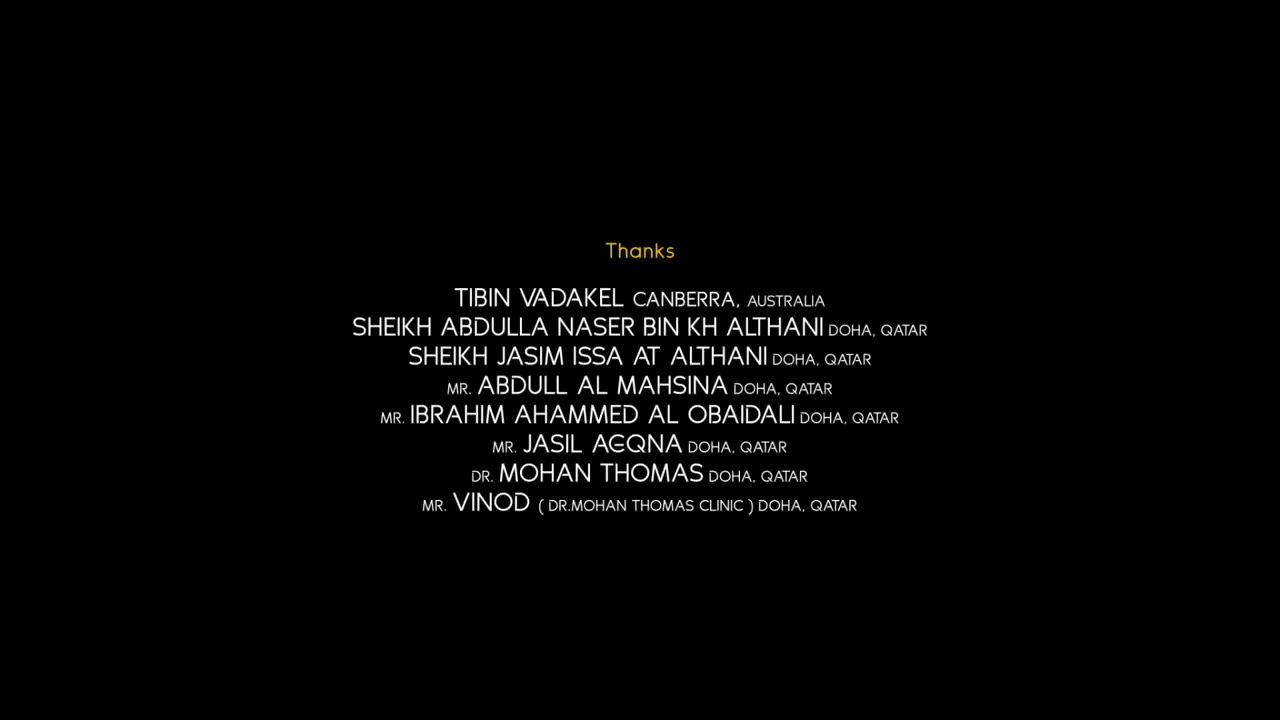 Thanks
TIBIN VADAKEL CANBERRA, AUSTRALIA
SHEIKH ABDULLA NASER BIN KH ALTHANI DOHA, QATAR
SHEIKH JASIM ISSA AT ALTHANI DOHA, QATAR
MR. ABDULL AL MAHSINA DOHA, QATAR
MR. IBRAHIM AHAMMED AL OBAIDALI DOHA, QATAR
MR. JASIL DOHA, QATAR
DR. MOHAN THOMAS DOHA, QATAR
MR. VINOD ( DR.MOHAN THOMAS CLINIC ) DOHA, QATAR